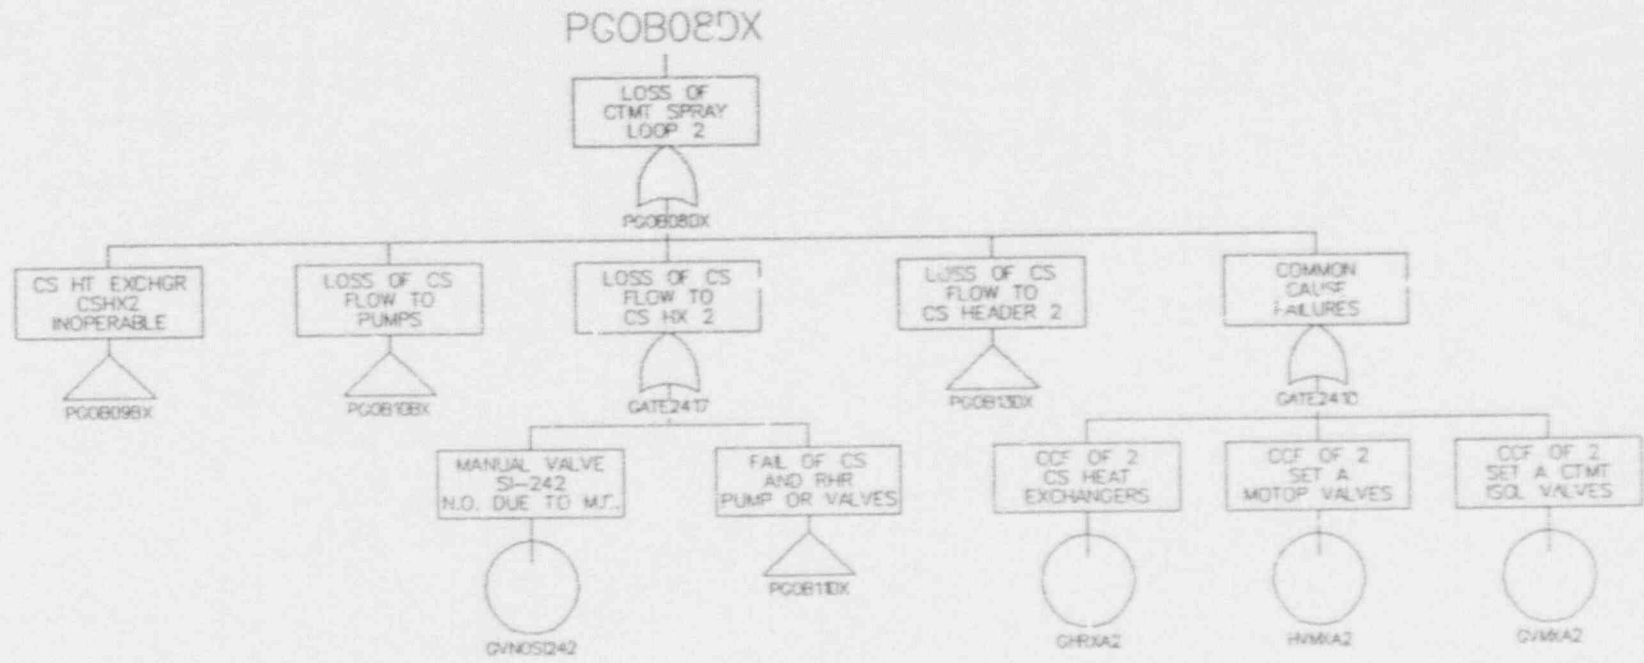 PGOB08DX
LOSS OF
CTMT SPRAY
LOOP 2
PGOB08DX
CS HT EXCHGR
CSHX2
INOPERABLE
PGOB09BX
LOSS OF CS
FLOW TO
PUMPS
PGOB10BX
LOSS OF CS
FLOW TO
CS HX 2
GATE2417
LOSS OF CS
FLOW TO
CS HEADER 2
PGOB13DX
COMMON
CAUSE
FAILURES
GATE2410
MANUAL VALVE
SI-242
N.O. DUE TO
GVNOSI242
FAIL OF CS
AND RHR
PUMP OR VALVES
PGOB11DX
CCF OF 2
CS HEAT
EXCHANGERS
GHRXA2
CCF OF 2
SET A
MOTOP VALVES
HVMXA2
CCF OF 2
SET A CTMT
ISOL VALVES
GVMXA2